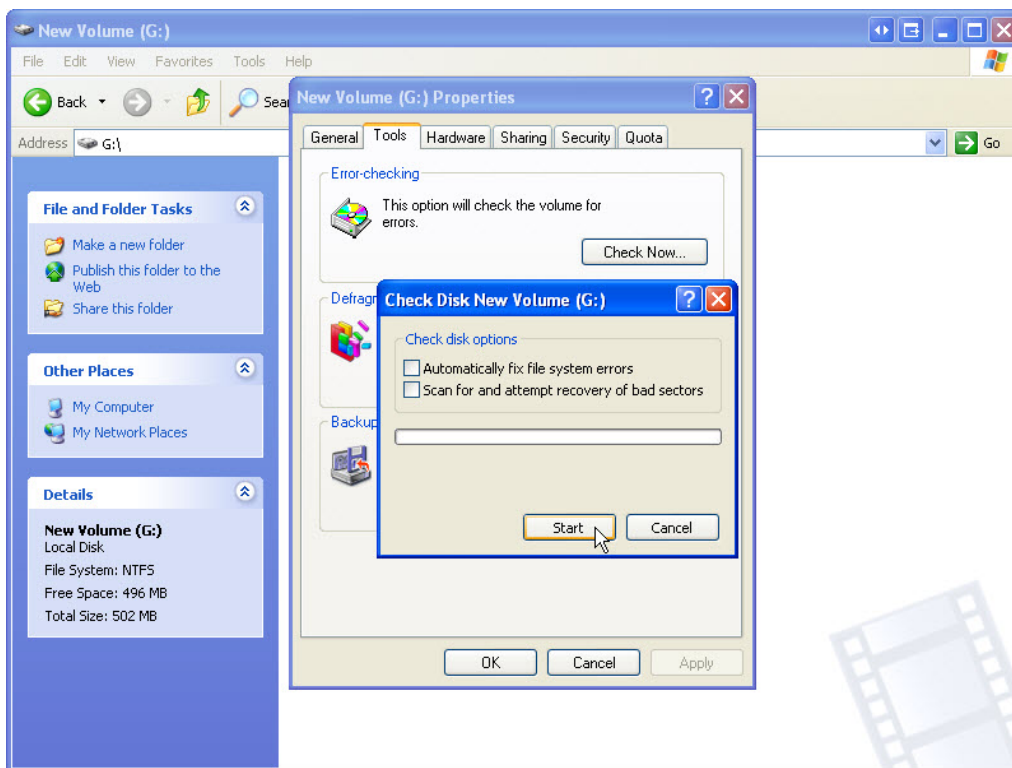 New Volume (G:)
File Edit View Favorites Tools Help
Back Sea
Address G:\ Go
File and Folder Tasks
Make a new folder
Publish this folder to the
Web
Share this folder
Other Places
My Computer
My Network Places
Details
New Volume (G:)
Local Disk
File System: NTFS
Free Space: 496 MB
Total Size: 502 MB
New Volume (G:) Properties
General Tools Hardware Sharing Security Quota
Error-checking
This option will check the volume for
errors.
Check Now...
Defragr
Backup
Check Disk New Volume (G:)
Check disk options
Automatically fix file system errors
Scan for and attempt recovery of bad sectors
Start Cancel
OK Cancel Apply